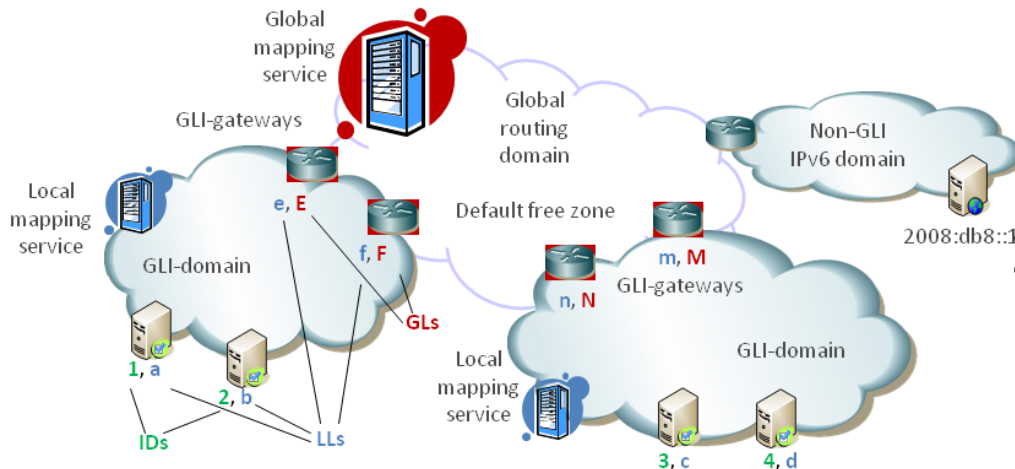 Global
mapping
service
GLI-gateways
Global
routing
domain
Non-GLI
IPv6 domain
Local
mapping
service
e, E
Default free zone
2008:db8::1
f, F
m, M
GLI-domain
n, N
GLI-gateways
GLs
GLI-domain
Local
mapping
service
1, a
2, b
IDs
LLs
3, c
4, d